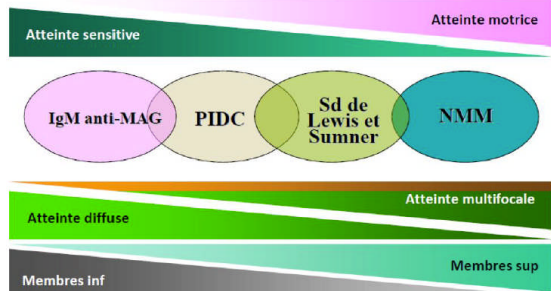 Atteinte motrice
Atteinte sensitive
IgM anti-MAG
PIDC
Sd de
Lewis et
Sumner
NMM
Atteinte multifocale
Atteinte diffuse
Membres sup
Membres inf